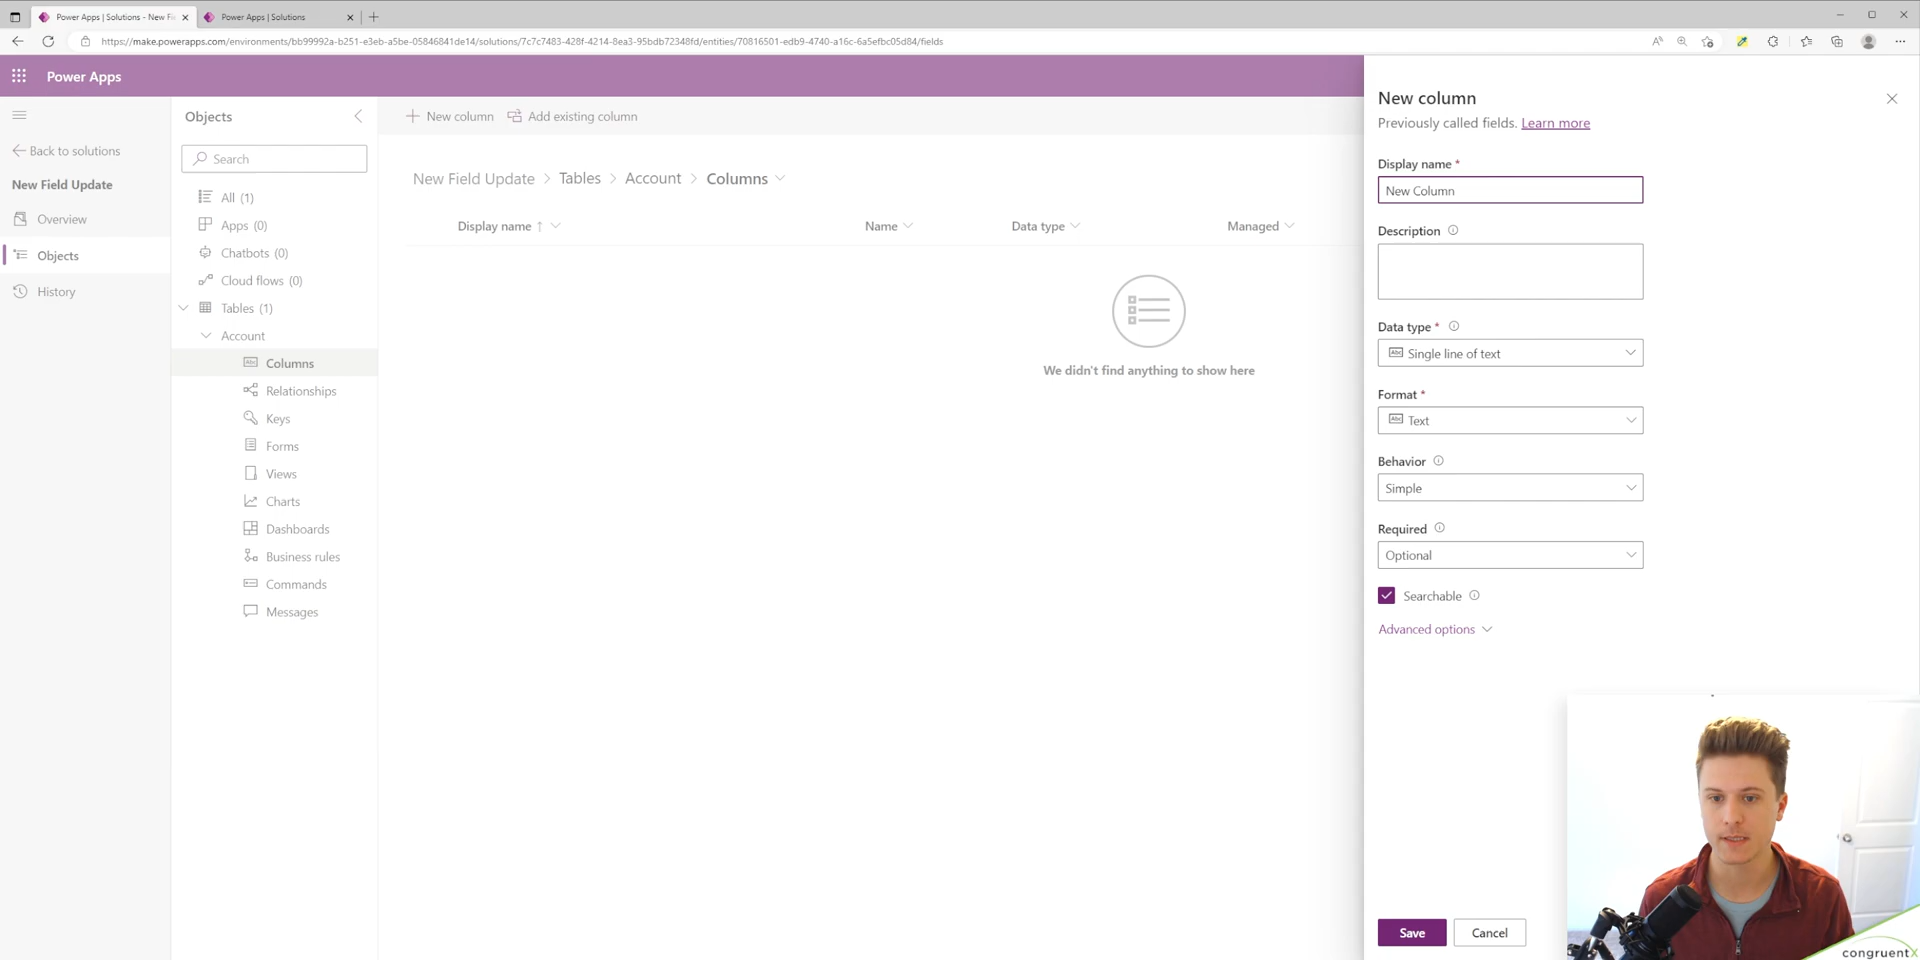 Power Apps | Solutions - New Fi
Power Apps | Solutions
https://make.powerapps.com/environments/bb99992a-b251-e3eb-a5be-05846841de14/solutions/7c7c7483-428f-4214-8ea3-95bdb72348fd/entities/70816501-edb9-4740-a16c-6a5efbc05d84/fields
Power Apps
Back to solutions
New Field Update
Overview
Objects
History
Objects
Search
All (1)
Apps (0)
Chatbots (0)
Cloud flows (0)
Tables (1)
Account
Abc Columns
Relationships
Keys
Forms
Views
Charts
Dashboards
Business rules
Commands
Messages
New column
Add existing column
New Field Update > Tables > Account > Columns
Display name ↑
Name
Data type
Managed
We didn't find anything to show here
New column
Previously called fields. Learn more
Display name *
New Column
Description
Data type *
Abc Single line of text
Format *
Abc Text
Behavior
Simple
Required
Optional
Searchable
Advanced options
Save
Cancel
congruentX